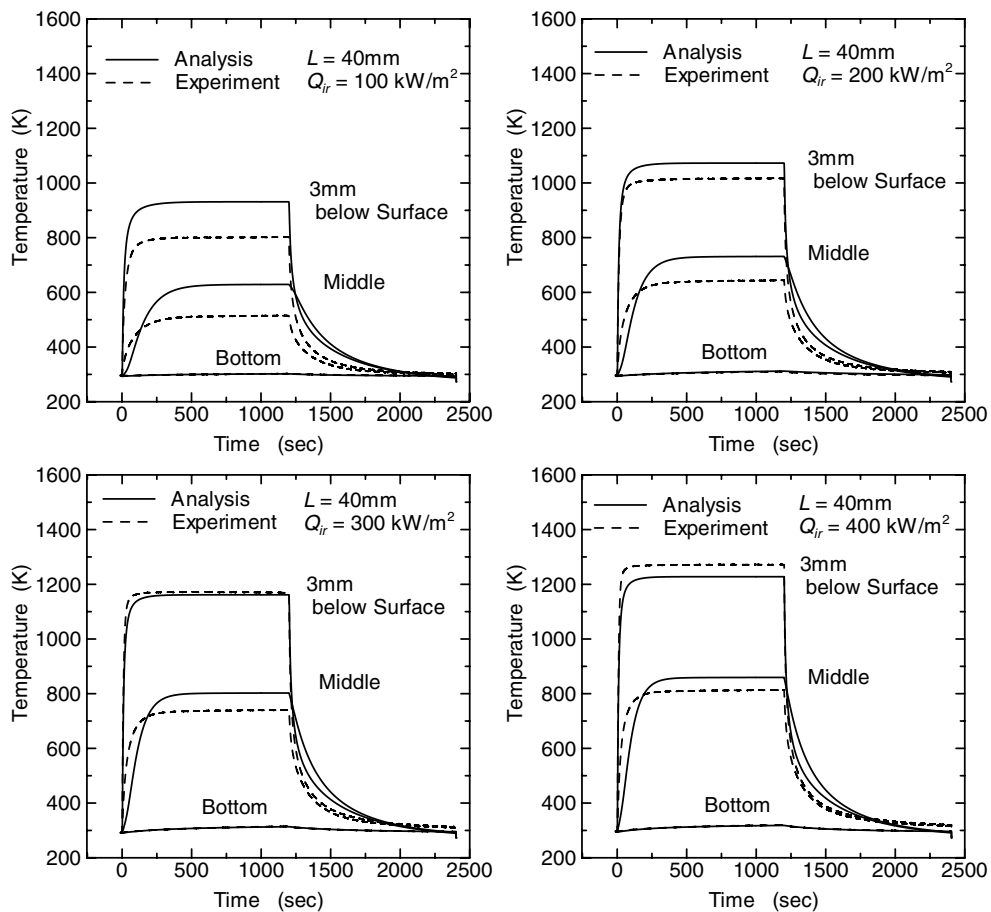 1600
1400
1200
1000
800
600
400
200
Temperature (K)
Analysis
Experiment
L = 40mm
Qir = 100 kW/m2
3mm
below Surface
Middle
Bottom
0 500 1000 1500 2000 2500
Time (sec)
1600
1400
1200
1000
800
600
400
200
Temperature (K)
Analysis
Experiment
L = 40mm
Qir = 200 kW/m2
3mm
below Surface
Middle
Bottom
0 500 1000 1500 2000 2500
Time (sec)
1600
1400
1200
1000
800
600
400
200
Temperature (K)
Analysis
Experiment
L = 40mm
Qir = 300 kW/m2
3mm
below Surface
Middle
Bottom
0 500 1000 1500 2000 2500
Time (sec)
1600
1400
1200
1000
800
600
400
200
Temperature (K)
Analysis
Experiment
L = 40mm
Qir = 400 kW/m2
3mm
below Surface
Middle
Bottom
0 500 1000 1500 2000 2500
Time (sec)